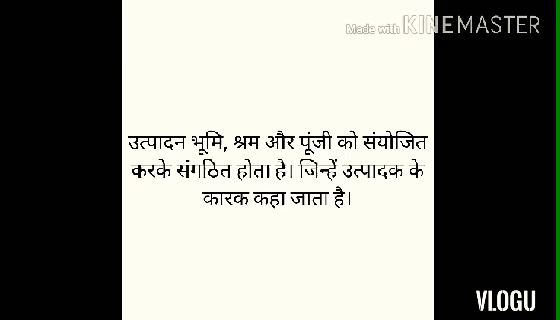 Made with KINEMASTER
उत्पादन भूमि, श्रम और पूंजी को संयोजित
करके संगठित होता है। जिन्हें उत्पादक के
कारक कहा जाता है।
VLOGU